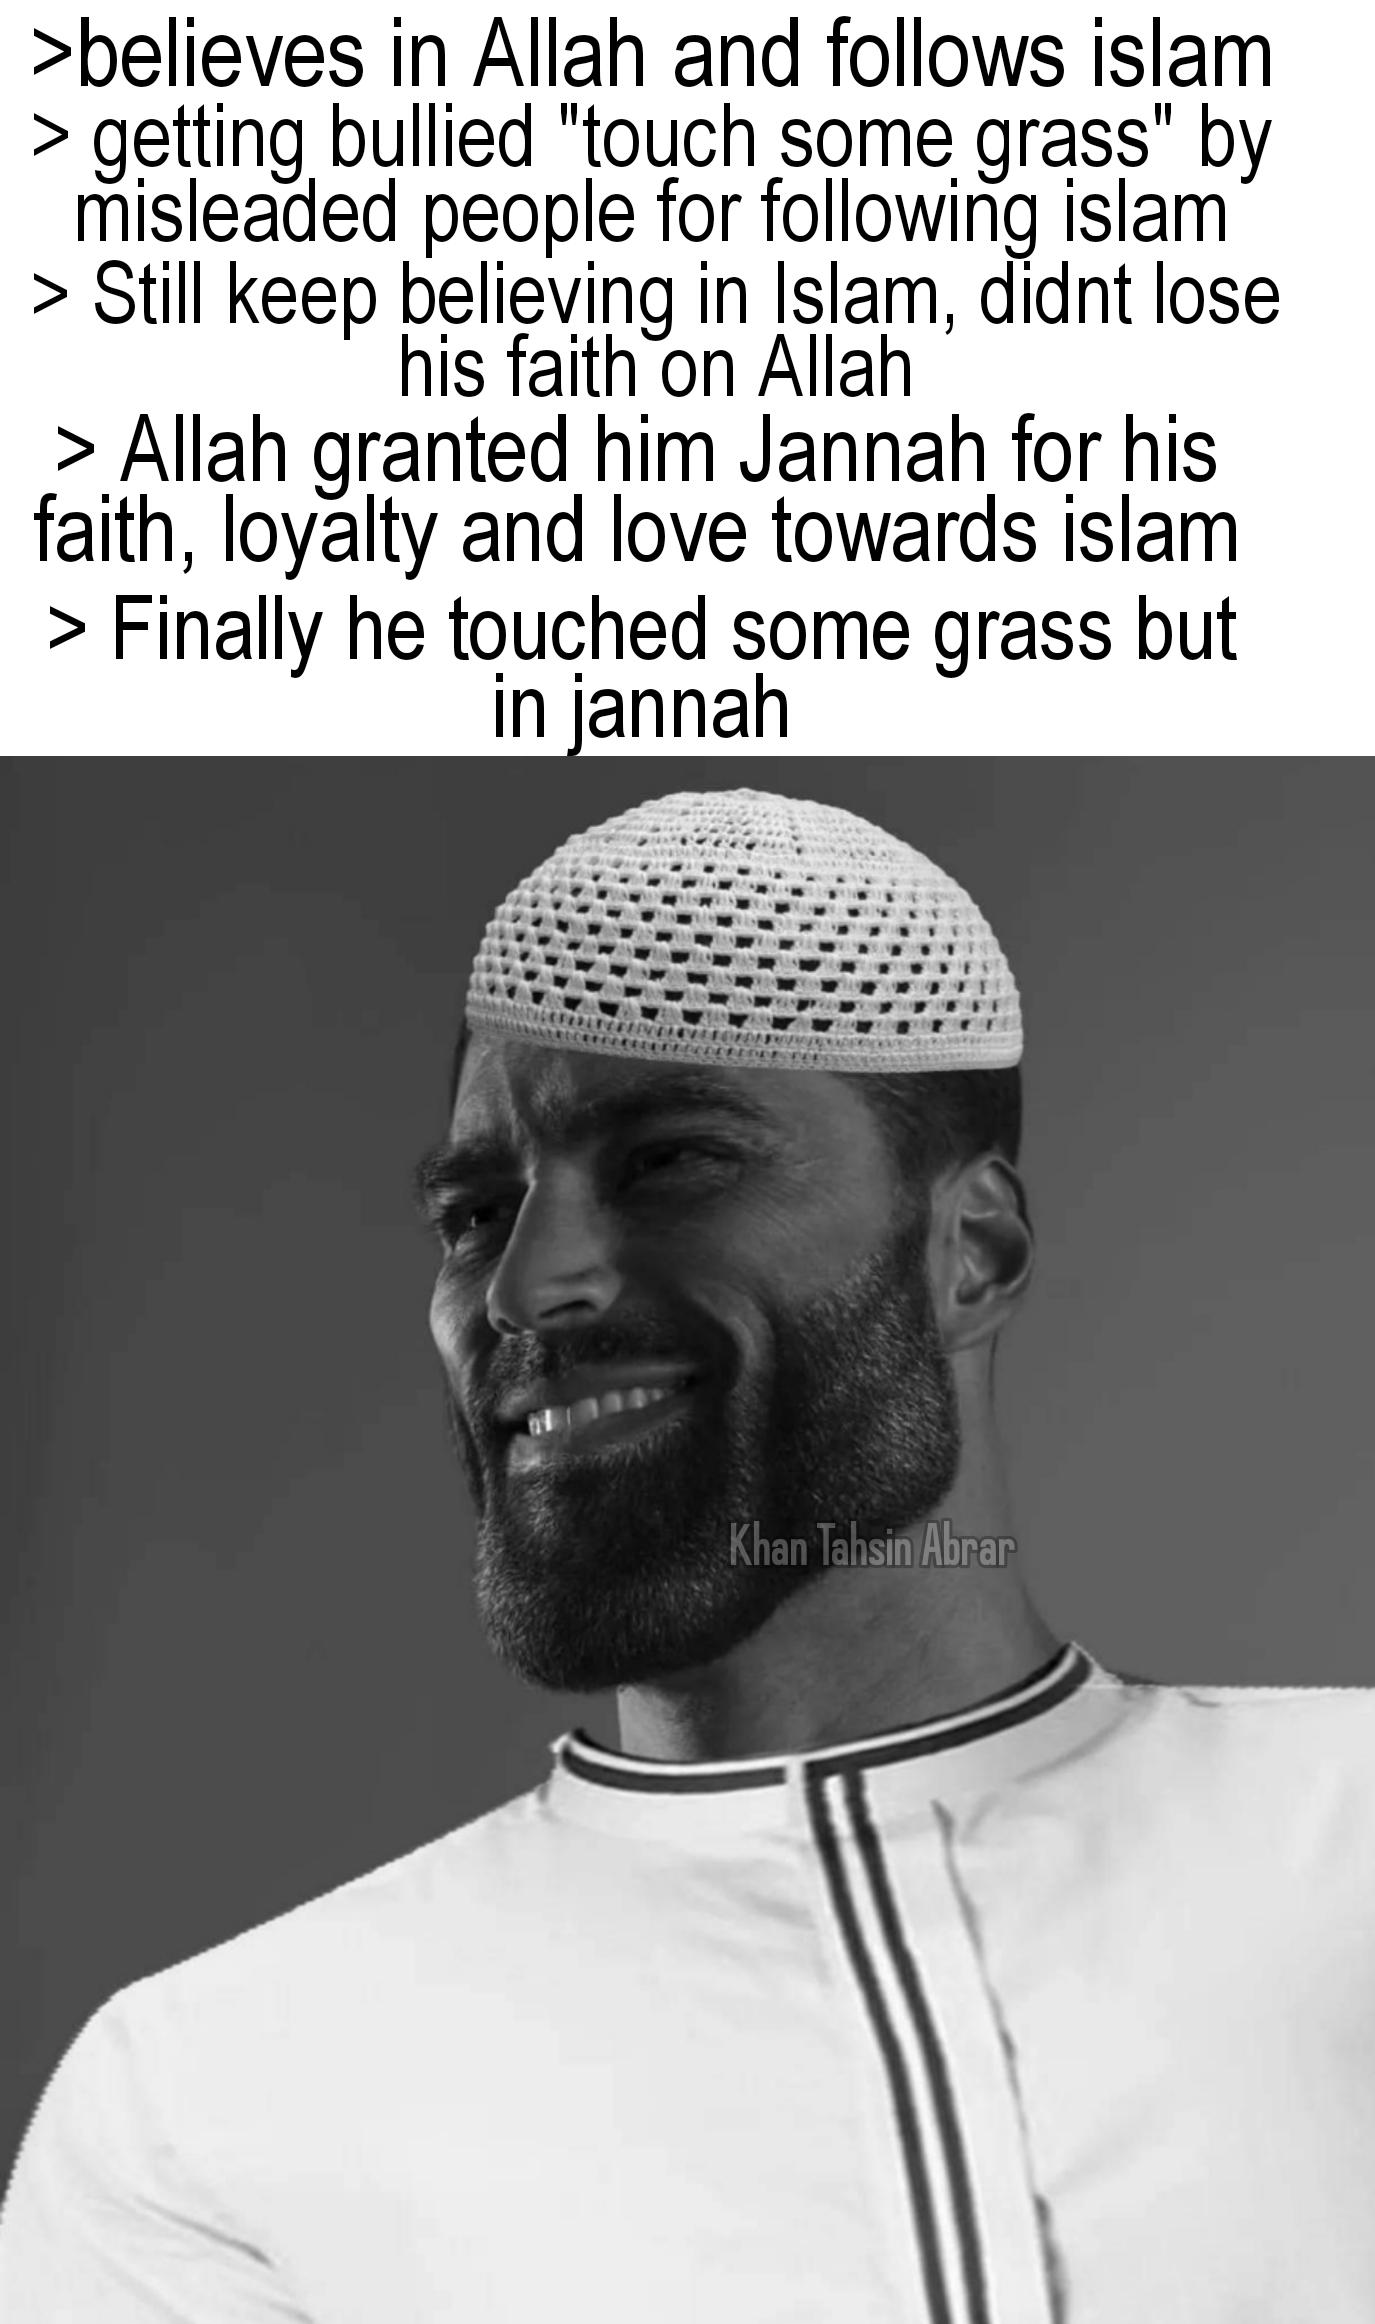 >believes in Allah and follows islam
> getting bullied "touch some grass" by
misleaded people for following islam
> Still keep believing in Islam, didnt lose
his faith on Allah
> Allah granted him Jannah for his
faith, loyalty and love towards islam
> Finally he touched some grass but
in jannah
Khan Tahsin Abrar